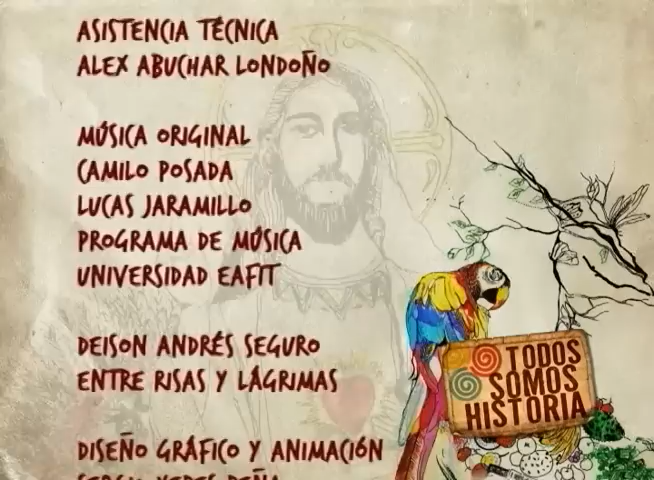 ASISTENCIA TÉCNICA
ALEX ABUCHAR LONDOÑO
MÚSICA ORIGINAL
CAMILO POSADA
LUCAS JARAMILLO
PROGRAMA DE MÚSICA
UNIVERSIDAD EAFIT
DEISON ANDRÉS SEGURO
ENTRE RISAS Y LÁGRIMAS
DISEÑO GRÁFICO Y ANIMACIÓN
TODOS
SOMOS
HISTORIA